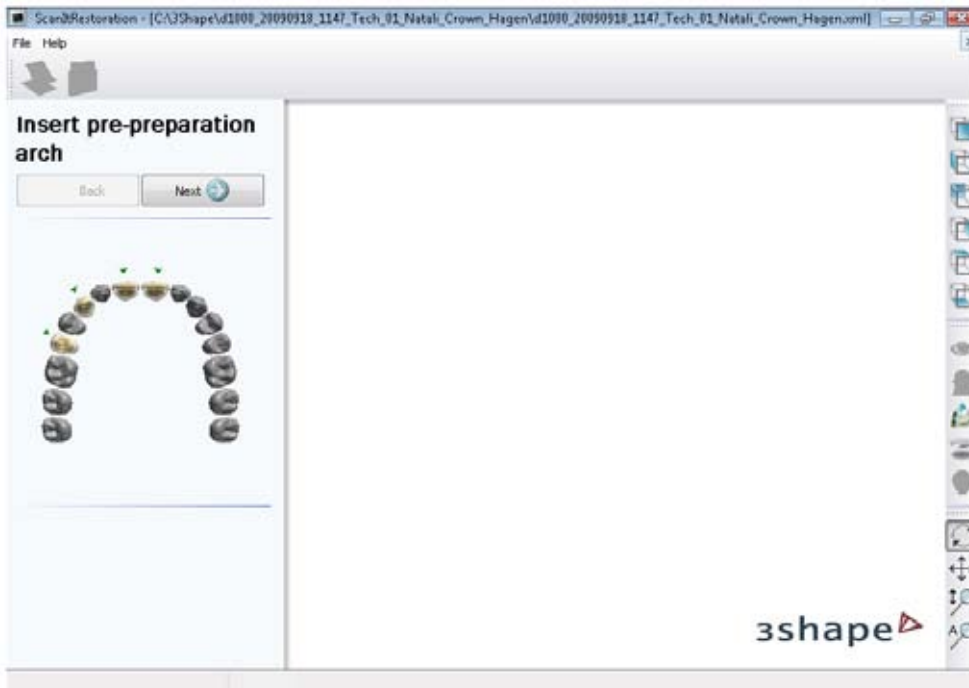 ScanItRestoration - [C:\3Shape\d1000_20090918_1147_Tech_01_Natali_Crown_Hagen\d1000_20090918_1147_Tech_01_Natali_Crown_Hagen.xml]
File Help
Insert pre-preparation
arch
Back Next
3shape